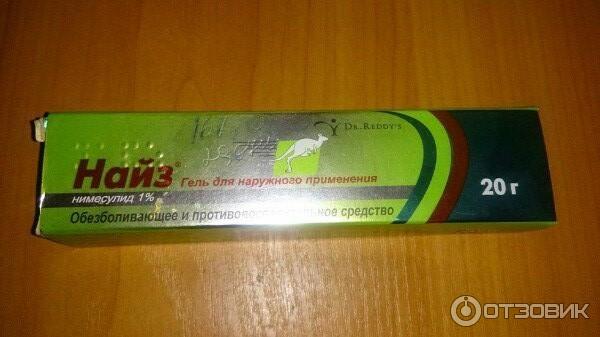 Dr. Reddy's
Найз®
Гель для наружного применения
20 г
нимесулид 1%
Обезболивающее и противовоспалительное средство
ОТЗОВИК